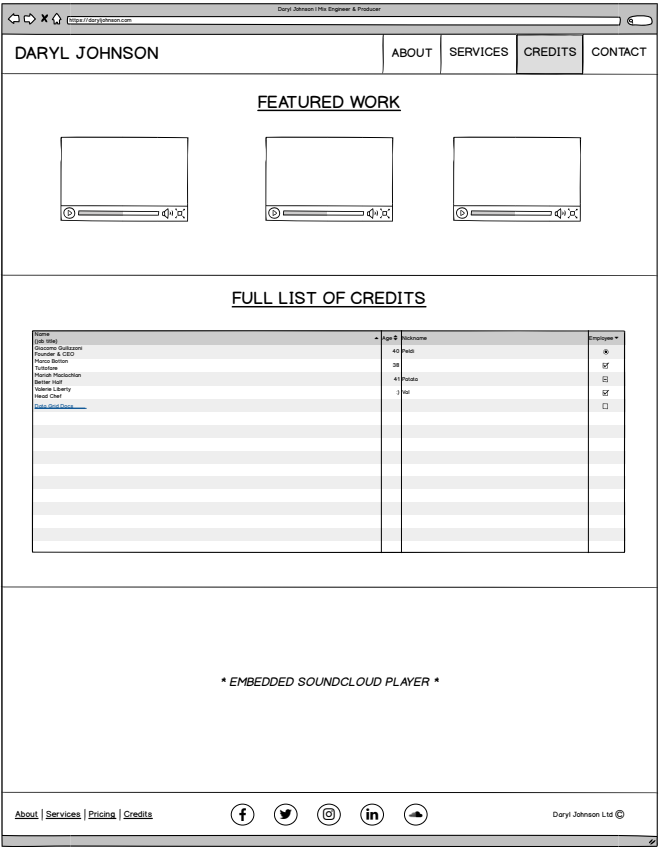 Daryl Johnson | Mix Engineer & Producer
https://daryljohnson.com
DARYL JOHNSON
ABOUT
SERVICES
CREDITS
CONTACT
FEATURED WORK
FULL LIST OF CREDITS
Name
(job title)
Age
Nickname
Employee
Giacomo Guilizzoni
Founder & CEO
40
Peldi
Marco Botton
Tuttofare
38
Mariah Maclachlan
Better Half
41
Patata
Valerie Liberty
Head Chef
:)
Val
Data Grid Docs
* EMBEDDED SOUNDCLOUD PLAYER *
About | Services | Pricing | Credits
Daryl Johnson Ltd ©